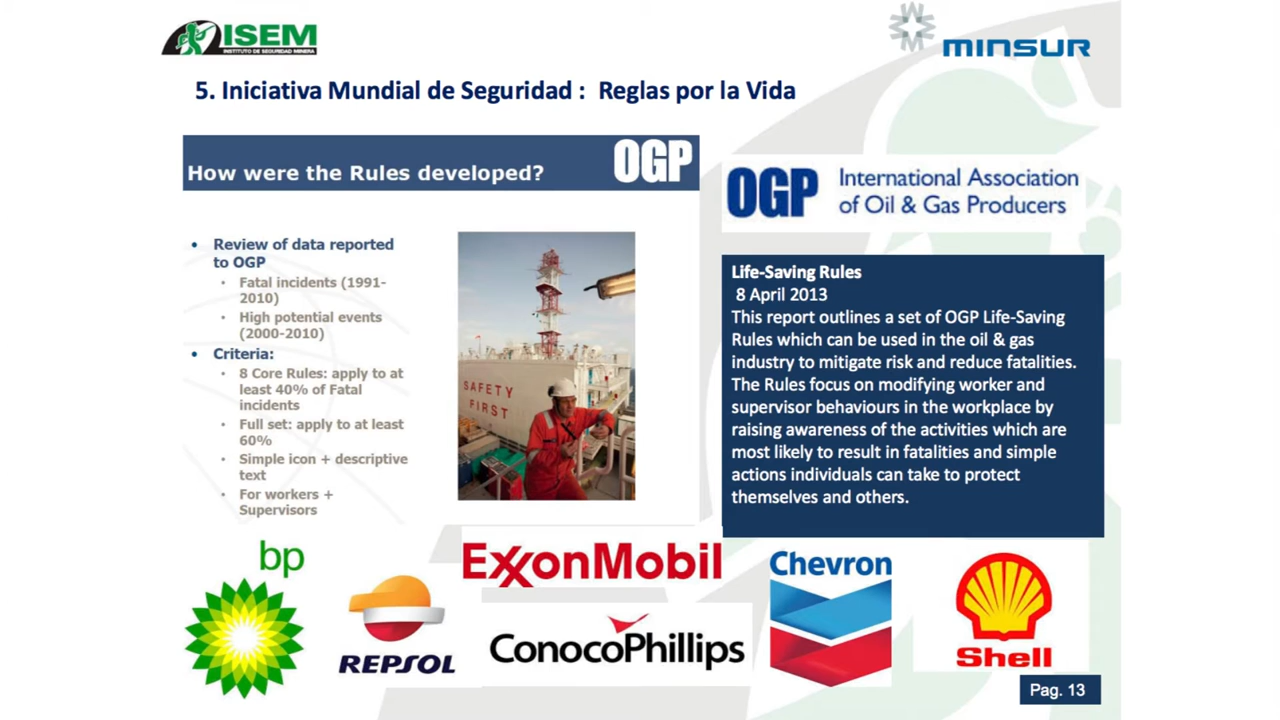 ISEM
INSTITUTO DE SEGURIDAD MINERA
MINSUR
5. Iniciativa Mundial de Seguridad :  Reglas por la Vida
How were the Rules developed?
OGP
• Review of data reported
to OGP
• Fatal incidents (1991-
2010)
• High potential events
(2000-2010)
• Criteria:
• 8 Core Rules: apply to at
least 40% of Fatal
incidents
• Full set: apply to at least
60%
• Simple icon + descriptive
text
• For workers +
Supervisors
SAFETY
FIRST
OGP
International Association
of Oil & Gas Producers
Life-Saving Rules
8 April 2013
This report outlines a set of OGP Life-Saving
Rules which can be used in the oil & gas
industry to mitigate risk and reduce fatalities.
The Rules focus on modifying worker and
supervisor behaviours in the workplace by
raising awareness of the activities which are
most likely to result in fatalities and simple
actions individuals can take to protect
themselves and others.
bp
REPSOL
ExxonMobil
ConocoPhillips
Chevron
Shell
Pag. 13